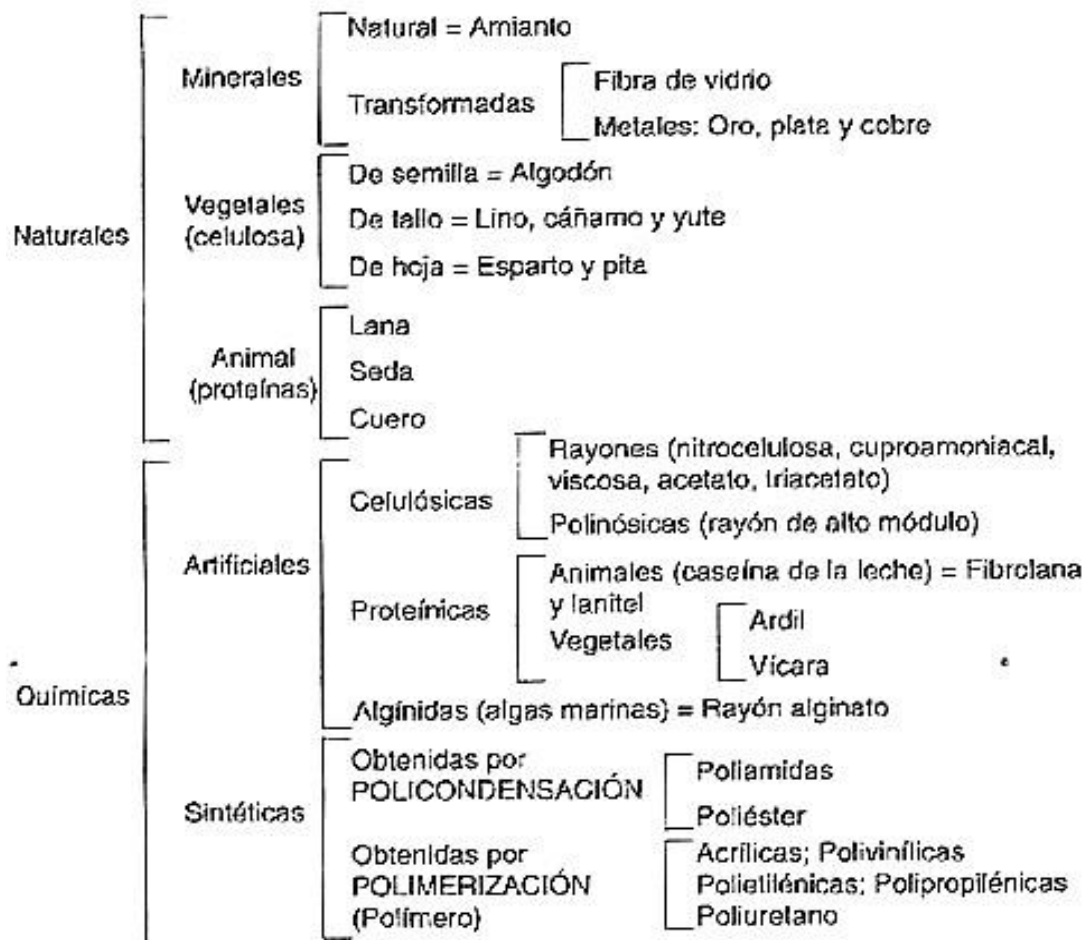 Natural = Amianto
Minerales
Transformadas
Fibra de vidrio
Metales: Oro, plata y cobre
Naturales
Vegetales
(celulosa)
De semilla = Algodón
De tallo = Lino, cáñamo y yute
De hoja = Esparto y pita
Animal
(proteínas)
Lana
Seda
Cuero
Químicas
Artificiales
Celulósicas
Rayones (nitrocelulosa, cuproamoniacal,
viscosa, acetato, triacetato)
Polinósicas (rayón de alto módulo)
Proteínicas
Animales (caseína de la leche) = Fibrolana
y lanitel
Vegetales
Ardil
Vícara
Algínidas (algas marinas) = Rayón alginato
Sintéticas
Obtenidas por
POLICONDENSACIÓN
Poliamidas
Poliéster
Obtenidas por
POLIMERIZACIÓN
(Polímero)
Acrílicas; Polivinílicas
Polietilénicas; Polipropilénicas
Poliuretano